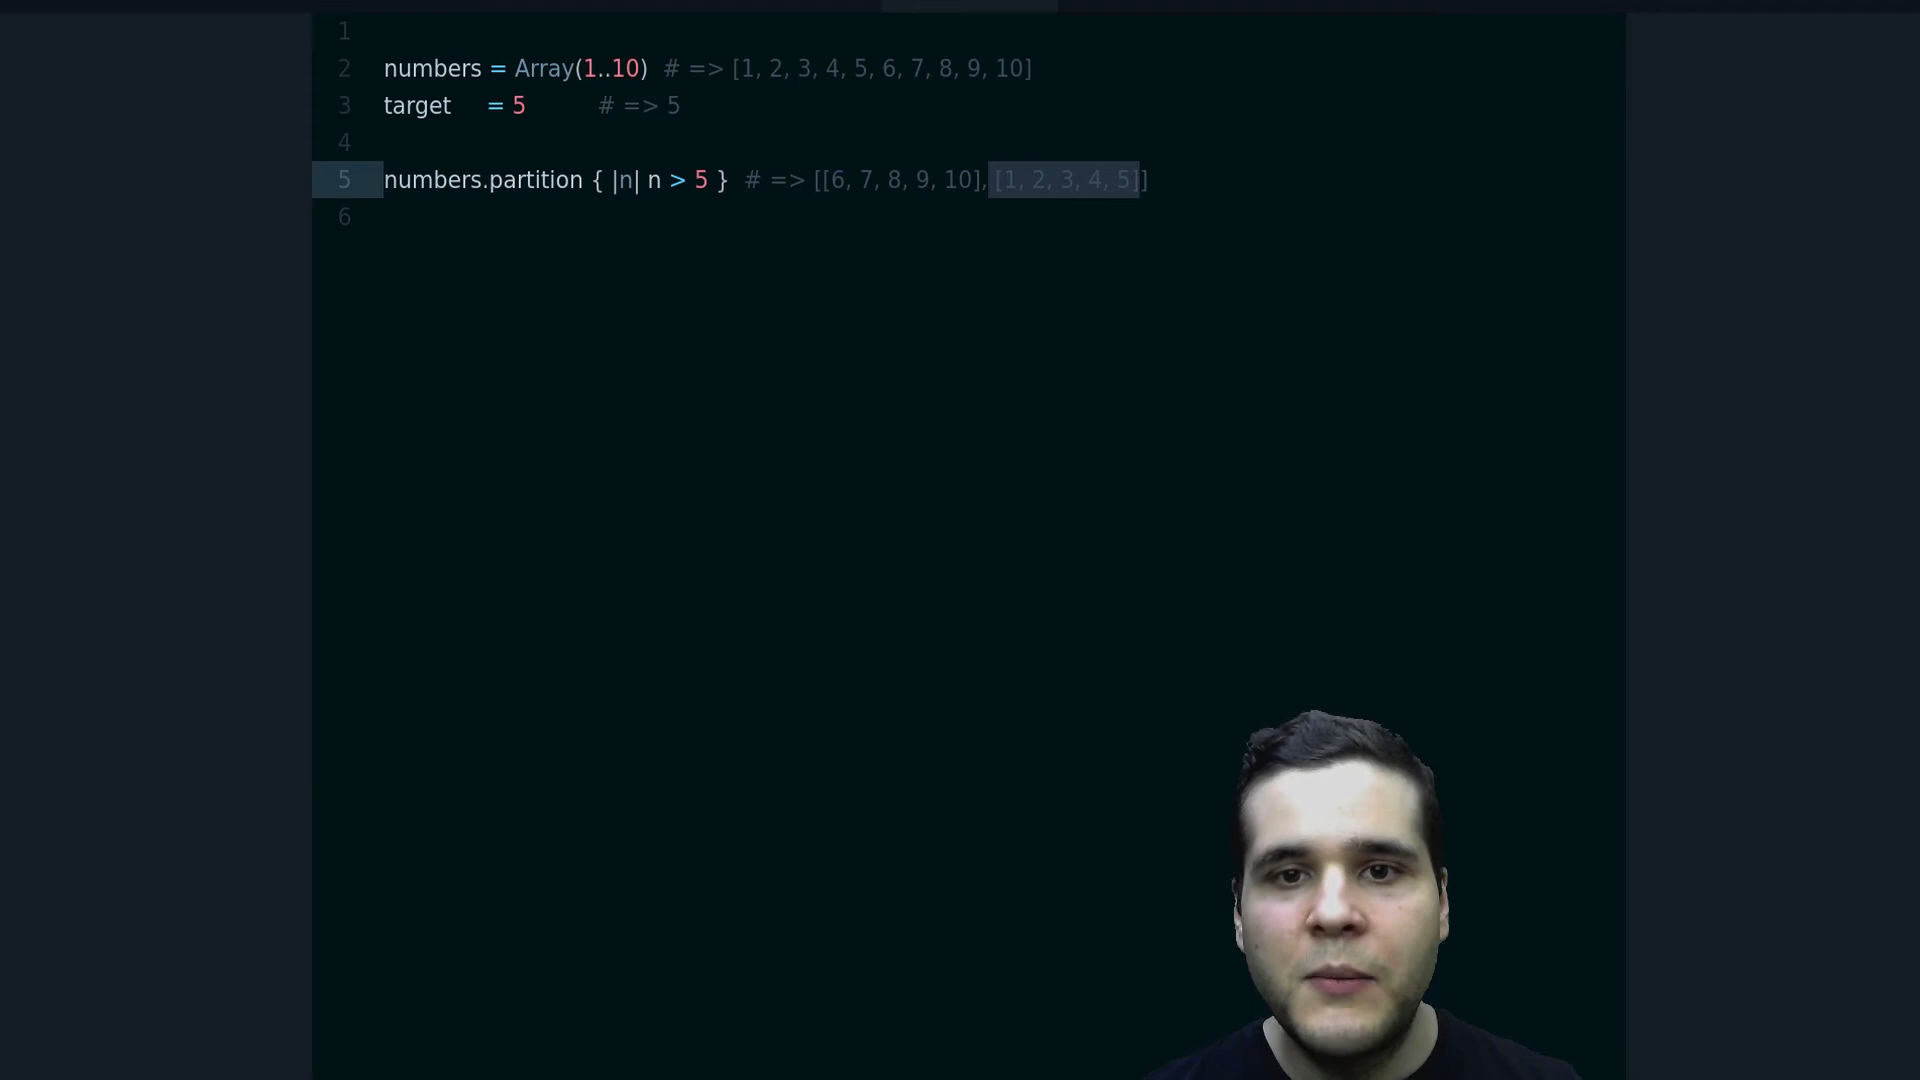 1
2 numbers = Array(1..10) # => [1, 2, 3, 4, 5, 6, 7, 8, 9, 10]
3 target = 5 # => 5
4
5 numbers.partition { |n| n > 5 } # => [[6, 7, 8, 9, 10], [1, 2, 3, 4, 5]]
6